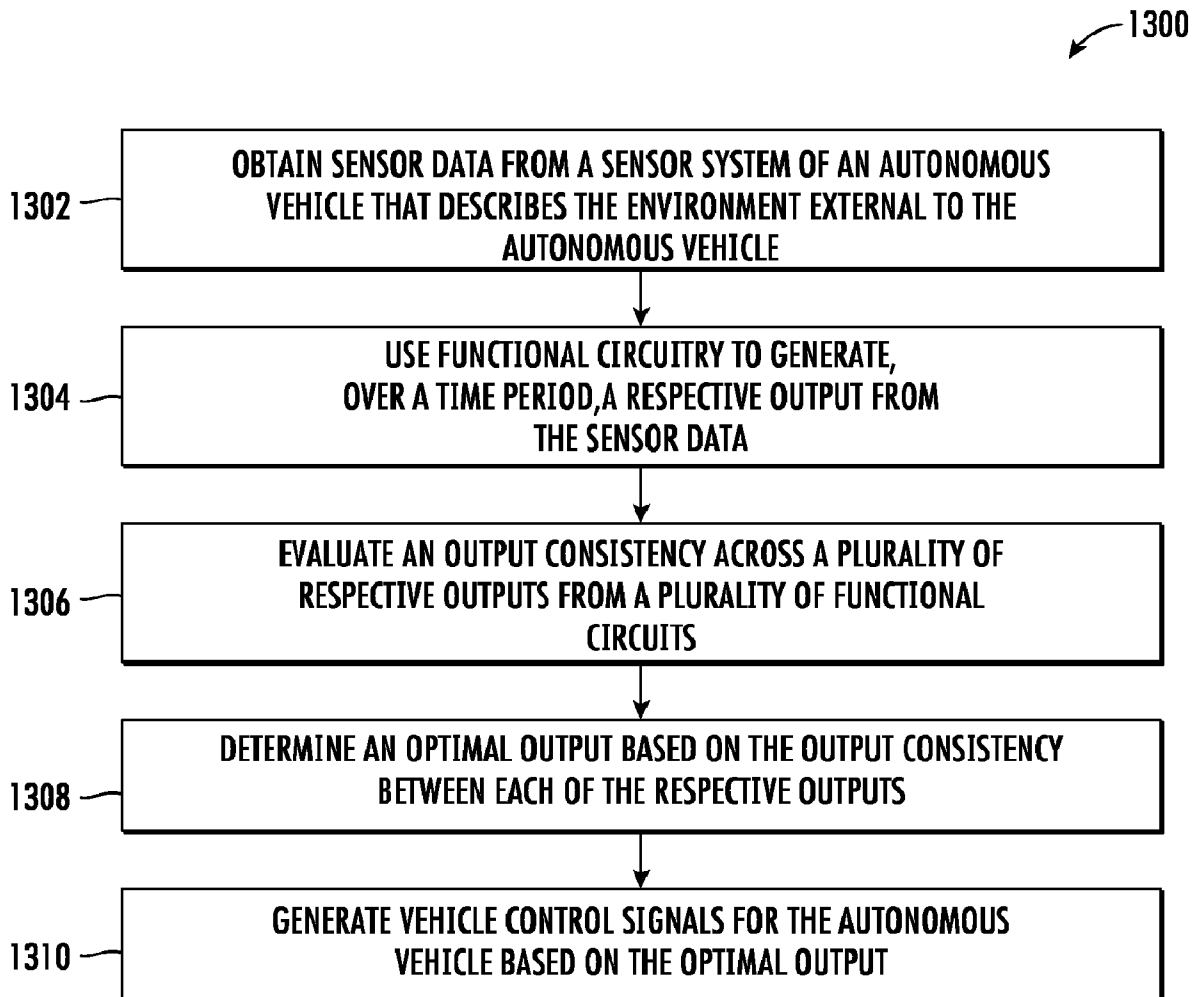 1300
1302
OBTAIN SENSOR DATA FROM A SENSOR SYSTEM OF AN AUTONOMOUS
VEHICLE THAT DESCRIBES THE ENVIRONMENT EXTERNAL TO THE
AUTONOMOUS VEHICLE
1304
USE FUNCTIONAL CIRCUITRY TO GENERATE,
OVER A TIME PERIOD,A RESPECTIVE OUTPUT FROM
THE SENSOR DATA
1306
EVALUATE AN OUTPUT CONSISTENCY ACROSS A PLURALITY OF
RESPECTIVE OUTPUTS FROM A PLURALITY OF FUNCTIONAL
CIRCUITS
1308
DETERMINE AN OPTIMAL OUTPUT BASED ON THE OUTPUT CONSISTENCY
BETWEEN EACH OF THE RESPECTIVE OUTPUTS
1310
GENERATE VEHICLE CONTROL SIGNALS FOR THE AUTONOMOUS
VEHICLE BASED ON THE OPTIMAL OUTPUT